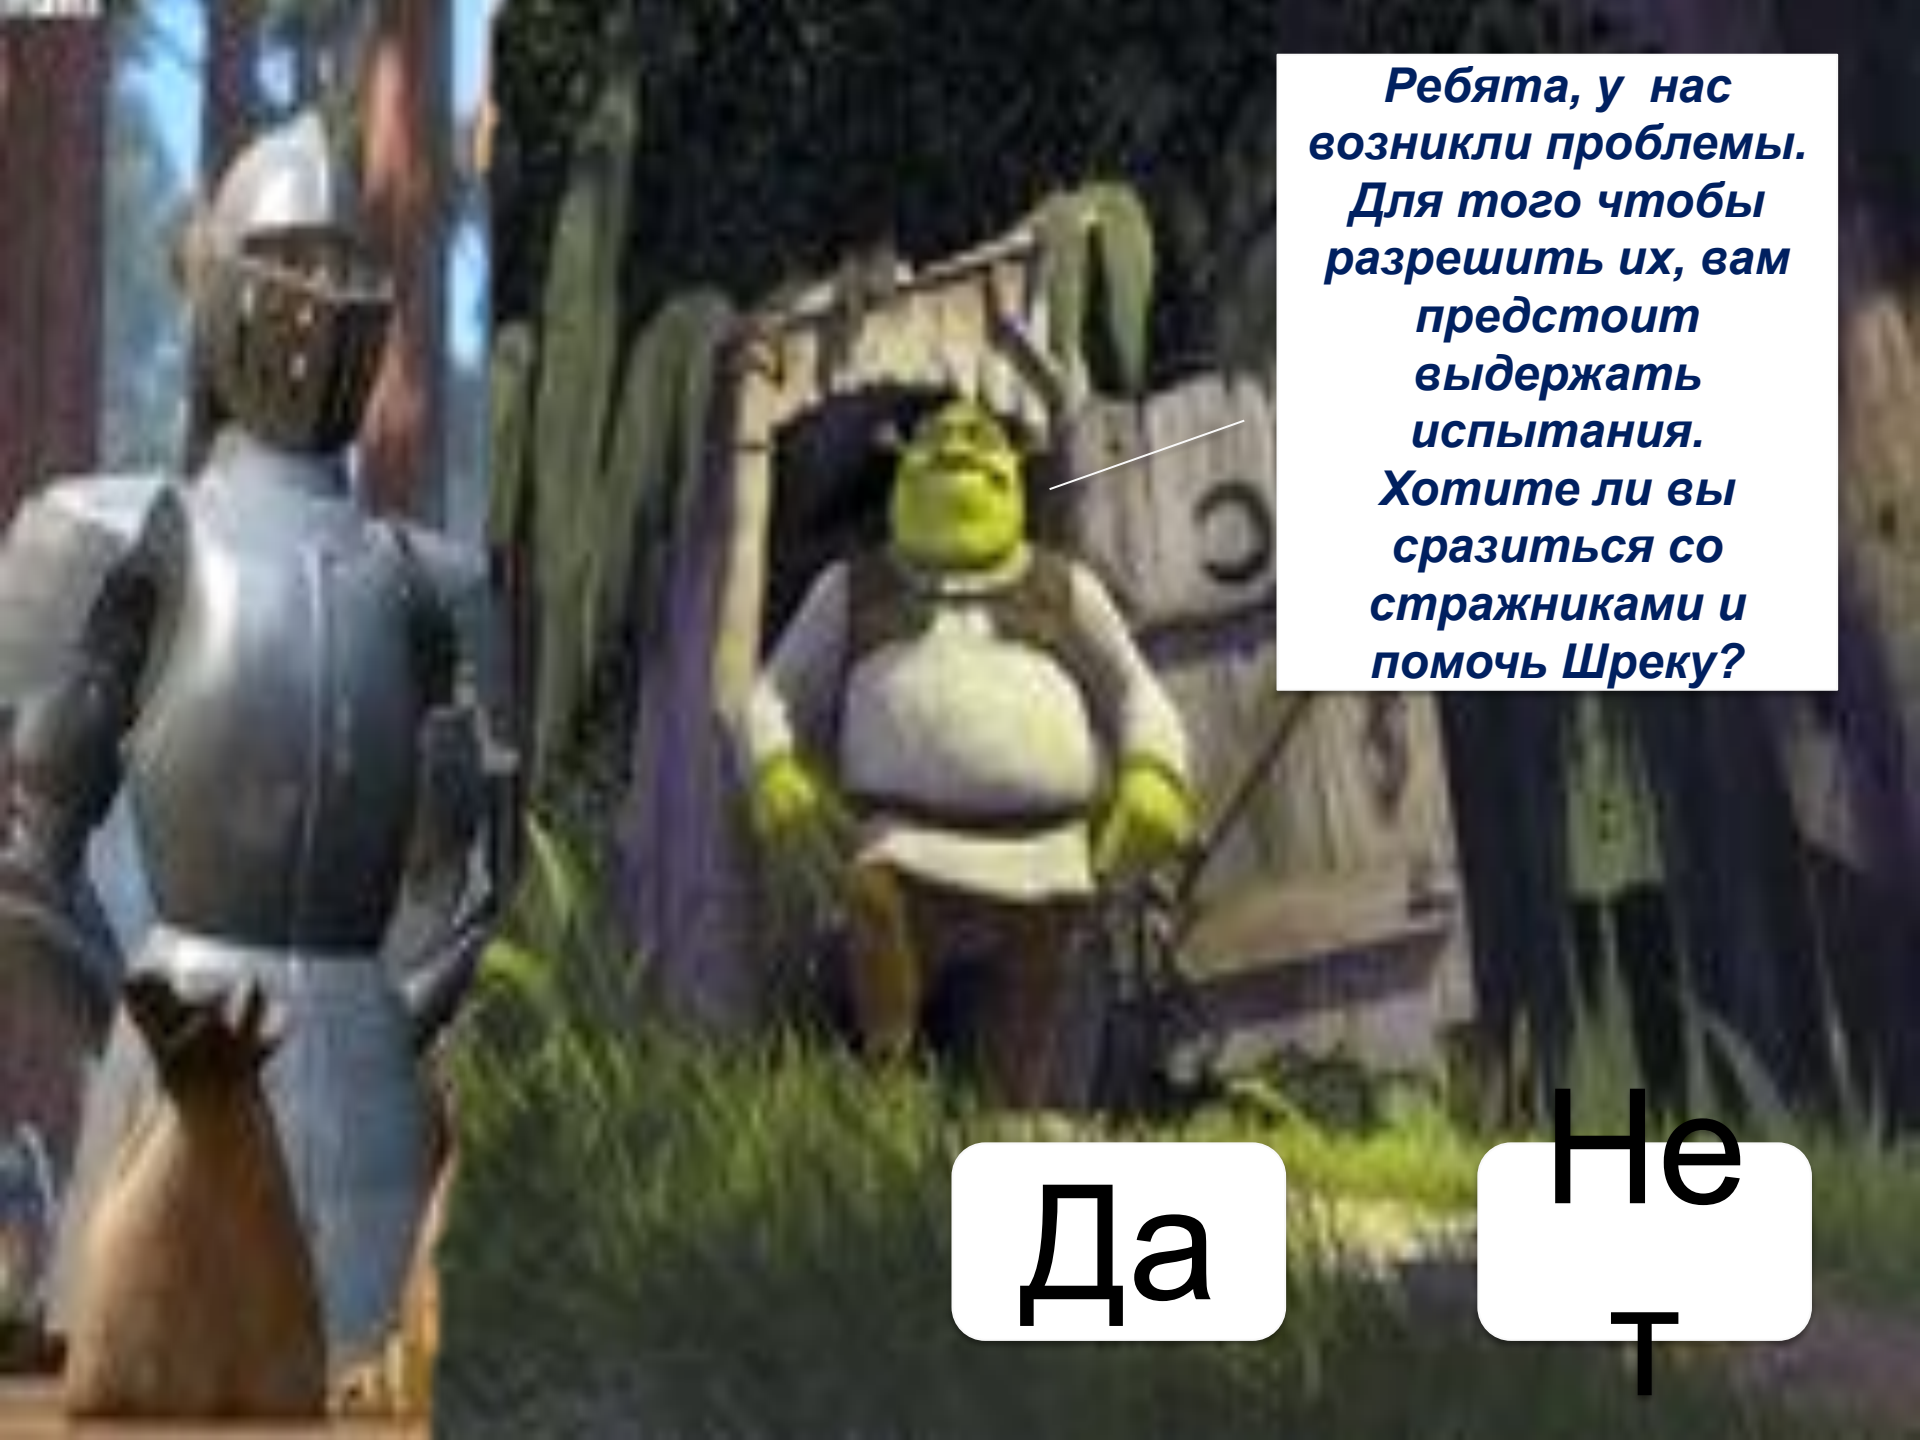 Ребята, у  нас
возникли проблемы.
Для того чтобы
разрешить их, вам
предстоит
выдержать
испытания.
Хотите ли вы
сразиться со
стражниками и
помочь Шреку?
Да
Не
т